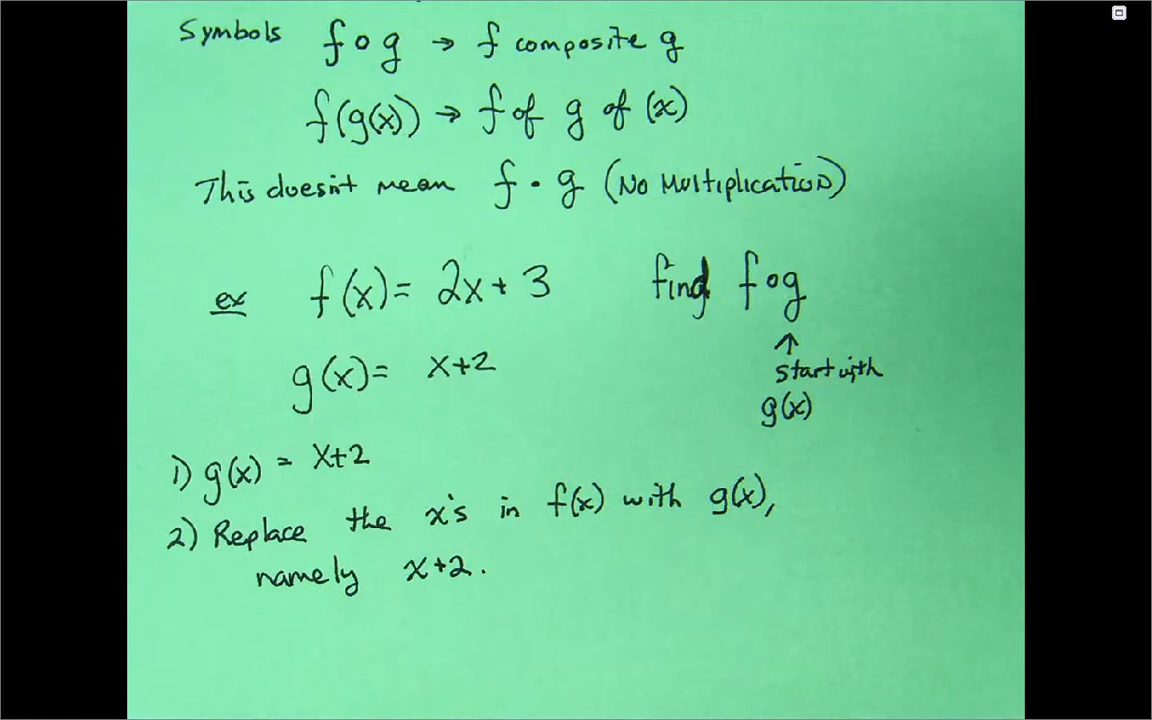 Symbols f∘g → f composite g
f(g(x)) → f of g of (x)
This doesn't mean f · g (No Multiplication)
ex f(x)= 2x+3 find f∘g
g(x)= x+2
↑
start with
g(x)
1) g(x) = x+2
2) Replace the x's in f(x) with g(x),
namely x+2.